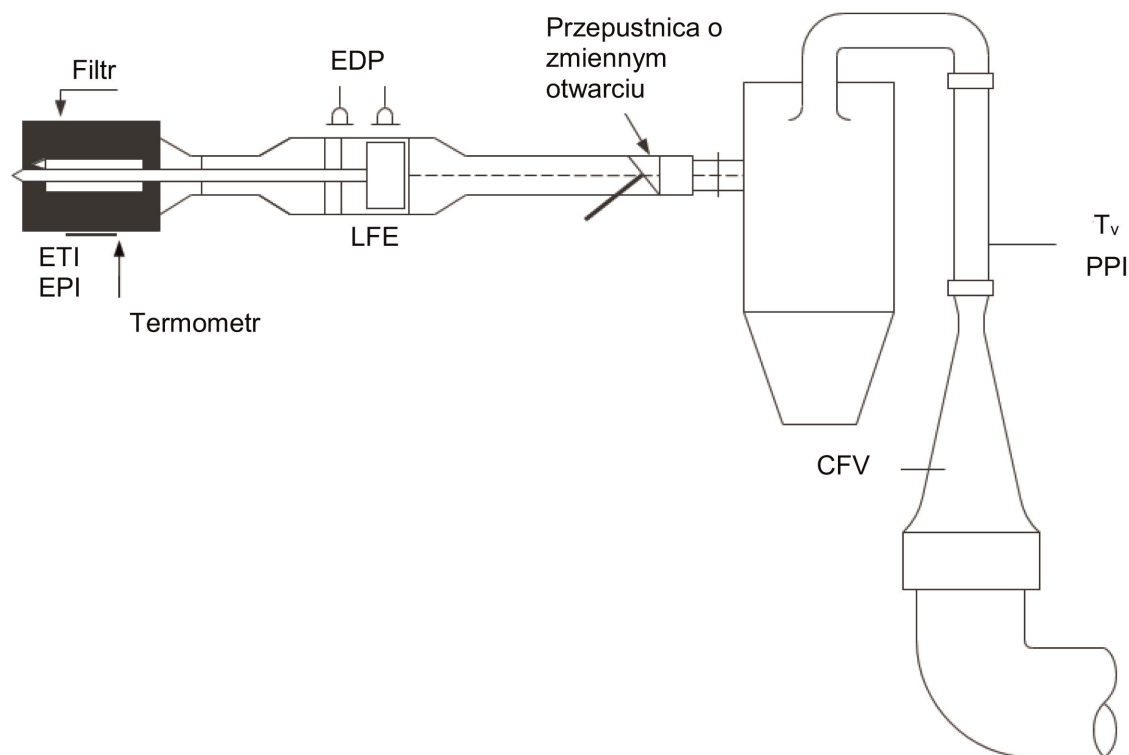 Filtr
EDP
Przepustnica o
zmiennym
otwarciu
LFE
ETI
EPI
Termometr
Tv
PPI
CFV